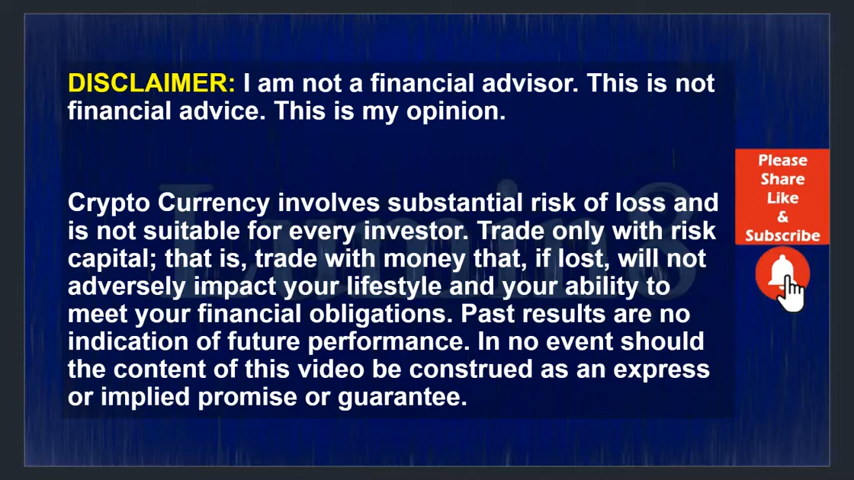 DISCLAIMER: I am not a financial advisor. This is not
financial advice. This is my opinion.
Crypto Currency involves substantial risk of loss and
is not suitable for every investor. Trade only with risk
capital; that is, trade with money that, if lost, will not
adversely impact your lifestyle and your ability to
meet your financial obligations. Past results are no
indication of future performance. In no event should
the content of this video be construed as an express
or implied promise or guarantee.
Please
Share
Like
&
Subscribe
Lumin8